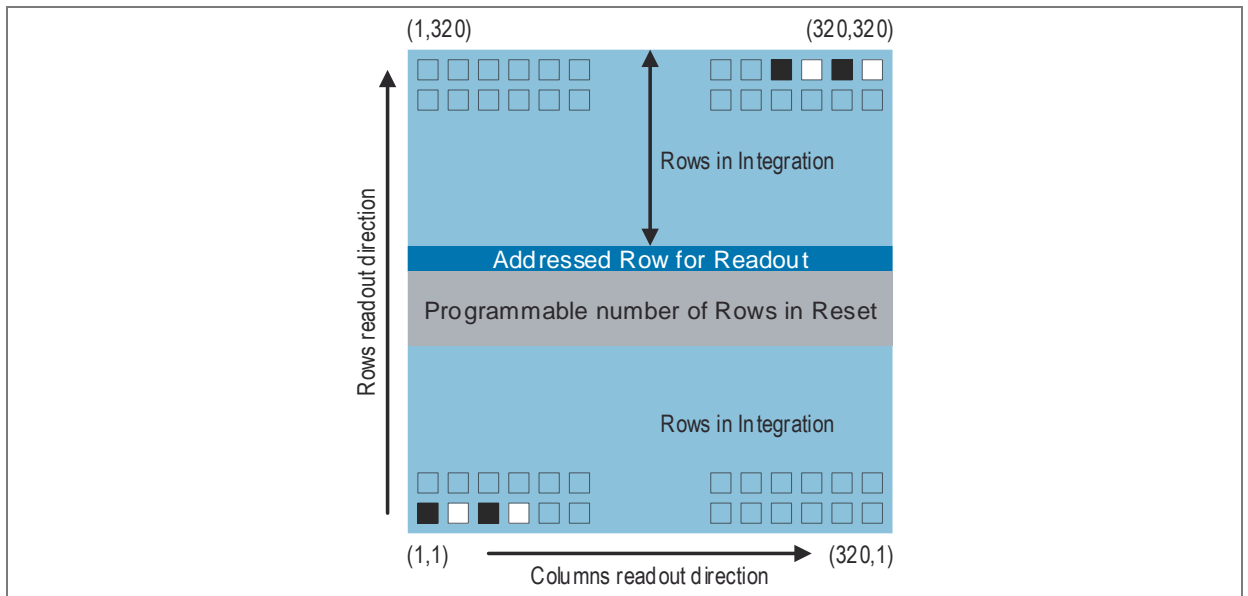 (1,320) (320,320)
Rows in Integration
Rows readout direction
Addressed Row for Readout
Programmable number of Rows in Reset
Rows in Integration
(1,1) (320,1)
Columns readout direction